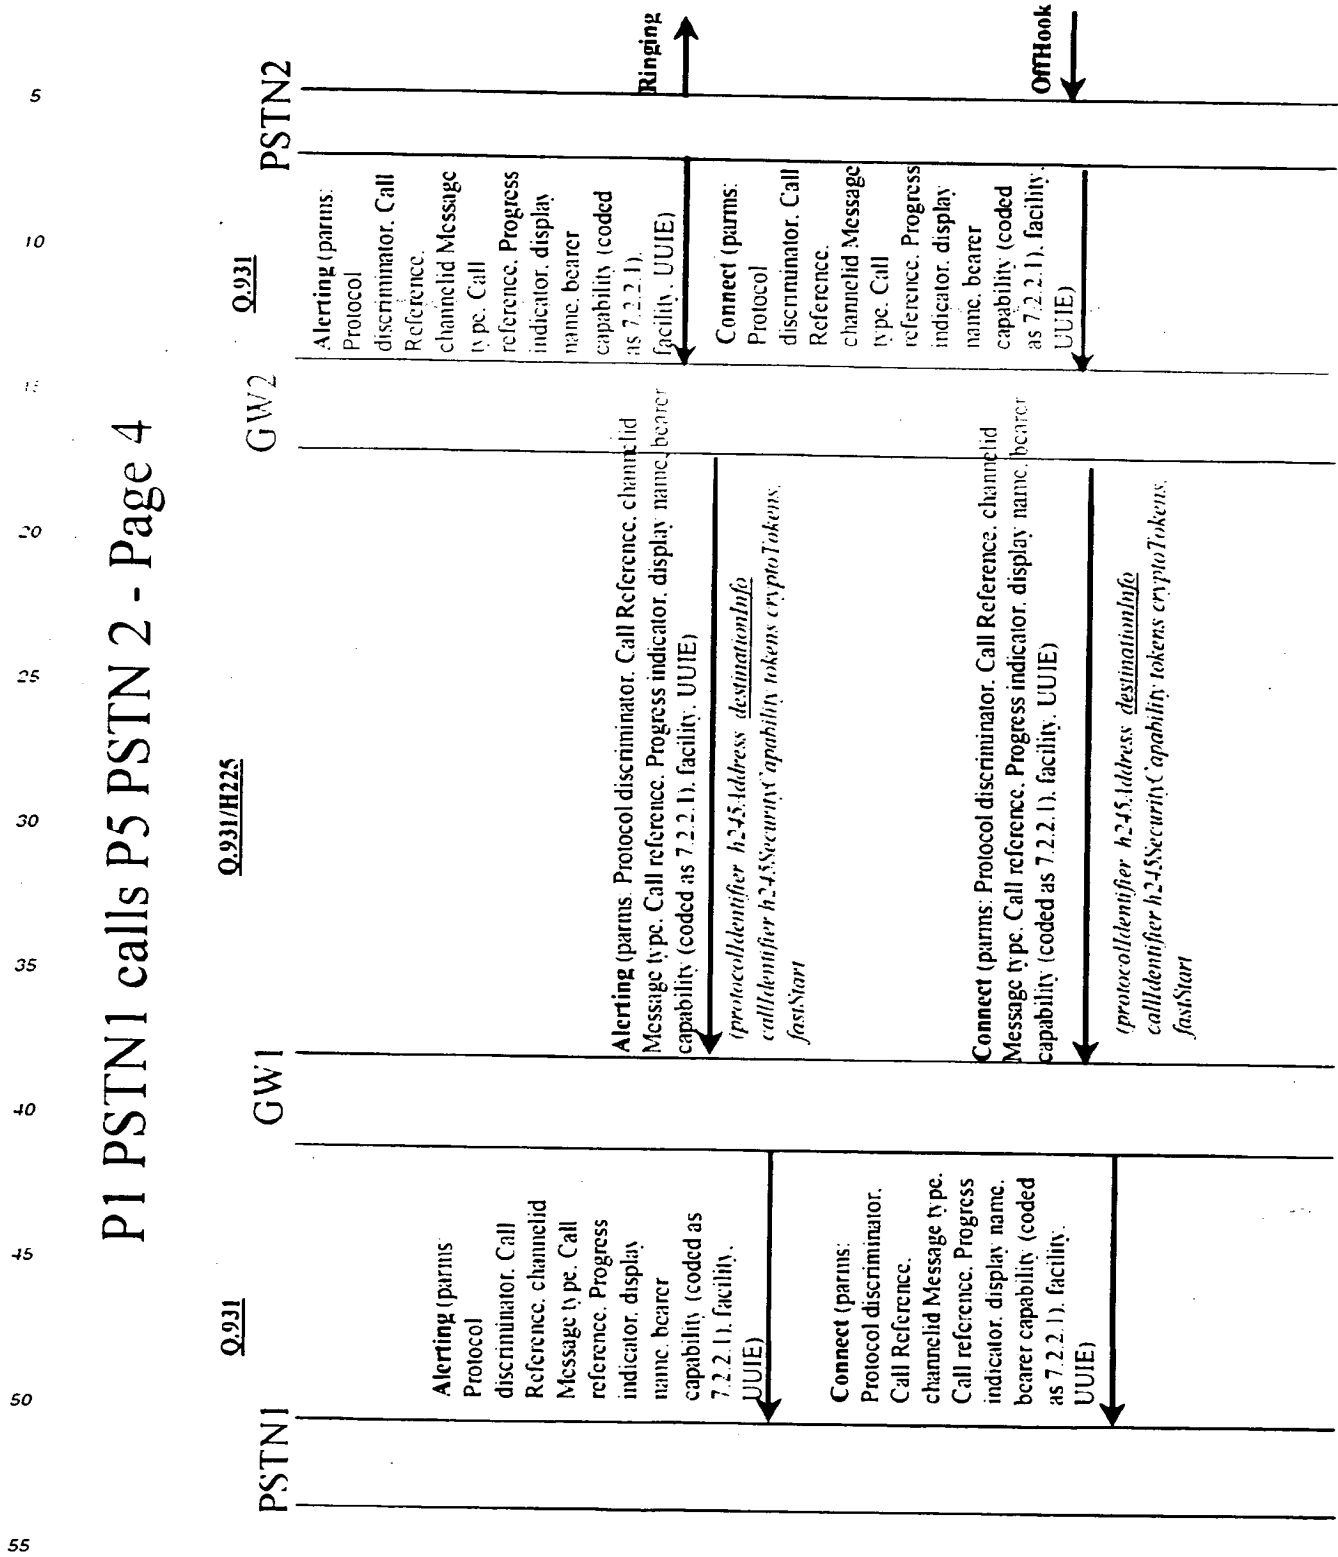 P1 PSTN1 calls P5 PSTN 2 - Page 4
PSTN1
Q.931
GW1
Q.931/H225
GW2
Q.931
PSTN2
Alerting (parms
Protocol
discriminator. Call
Reference. channelid
Message type. Call
reference. Progress
indicator. display
name. bearer
capability (coded as
7.2.2.1). facility.
UUIE)
Connect (parms:
Protocol discriminator.
Call Reference.
channelid Message type.
Call reference. Progress
indicator. display name.
bearer capability (coded
as 7.2.2.1). facility.
UUIE)
Alerting (parms: Protocol discriminator. Call Reference. channelid
Message type. Call reference. Progress indicator. display name. bearer
capability (coded as 7.2.2.1). facility. UUIE)
(protocolIdentifier h245Address destinationInfo
callIdentifier h245SecurityCapability tokens cryptoTokens.
fastStart
Connect (parms: Protocol discriminator. Call Reference. channelid
Message type. Call reference. Progress indicator. display name. bearer
capability (coded as 7.2.2.1). facility. UUIE)
(protocolIdentifier h245Address destinationInfo
callIdentifier h245SecurityCapability tokens cryptoTokens.
fastStart
Alerting (parms:
Protocol
discriminator. Call
Reference.
channelid Message
type. Call
reference. Progress
indicator. display
name. bearer
capability (coded
as 7.2.2.1).
facility. UUIE)
Connect (parms:
Protocol
discriminator. Call
Reference.
channelid Message
type. Call
reference. Progress
indicator. display
name. bearer
capability (coded
as 7.2.2.1). facility.
UUIE)
Ringing
OffHook
5
10
15
20
25
30
35
40
45
50
55